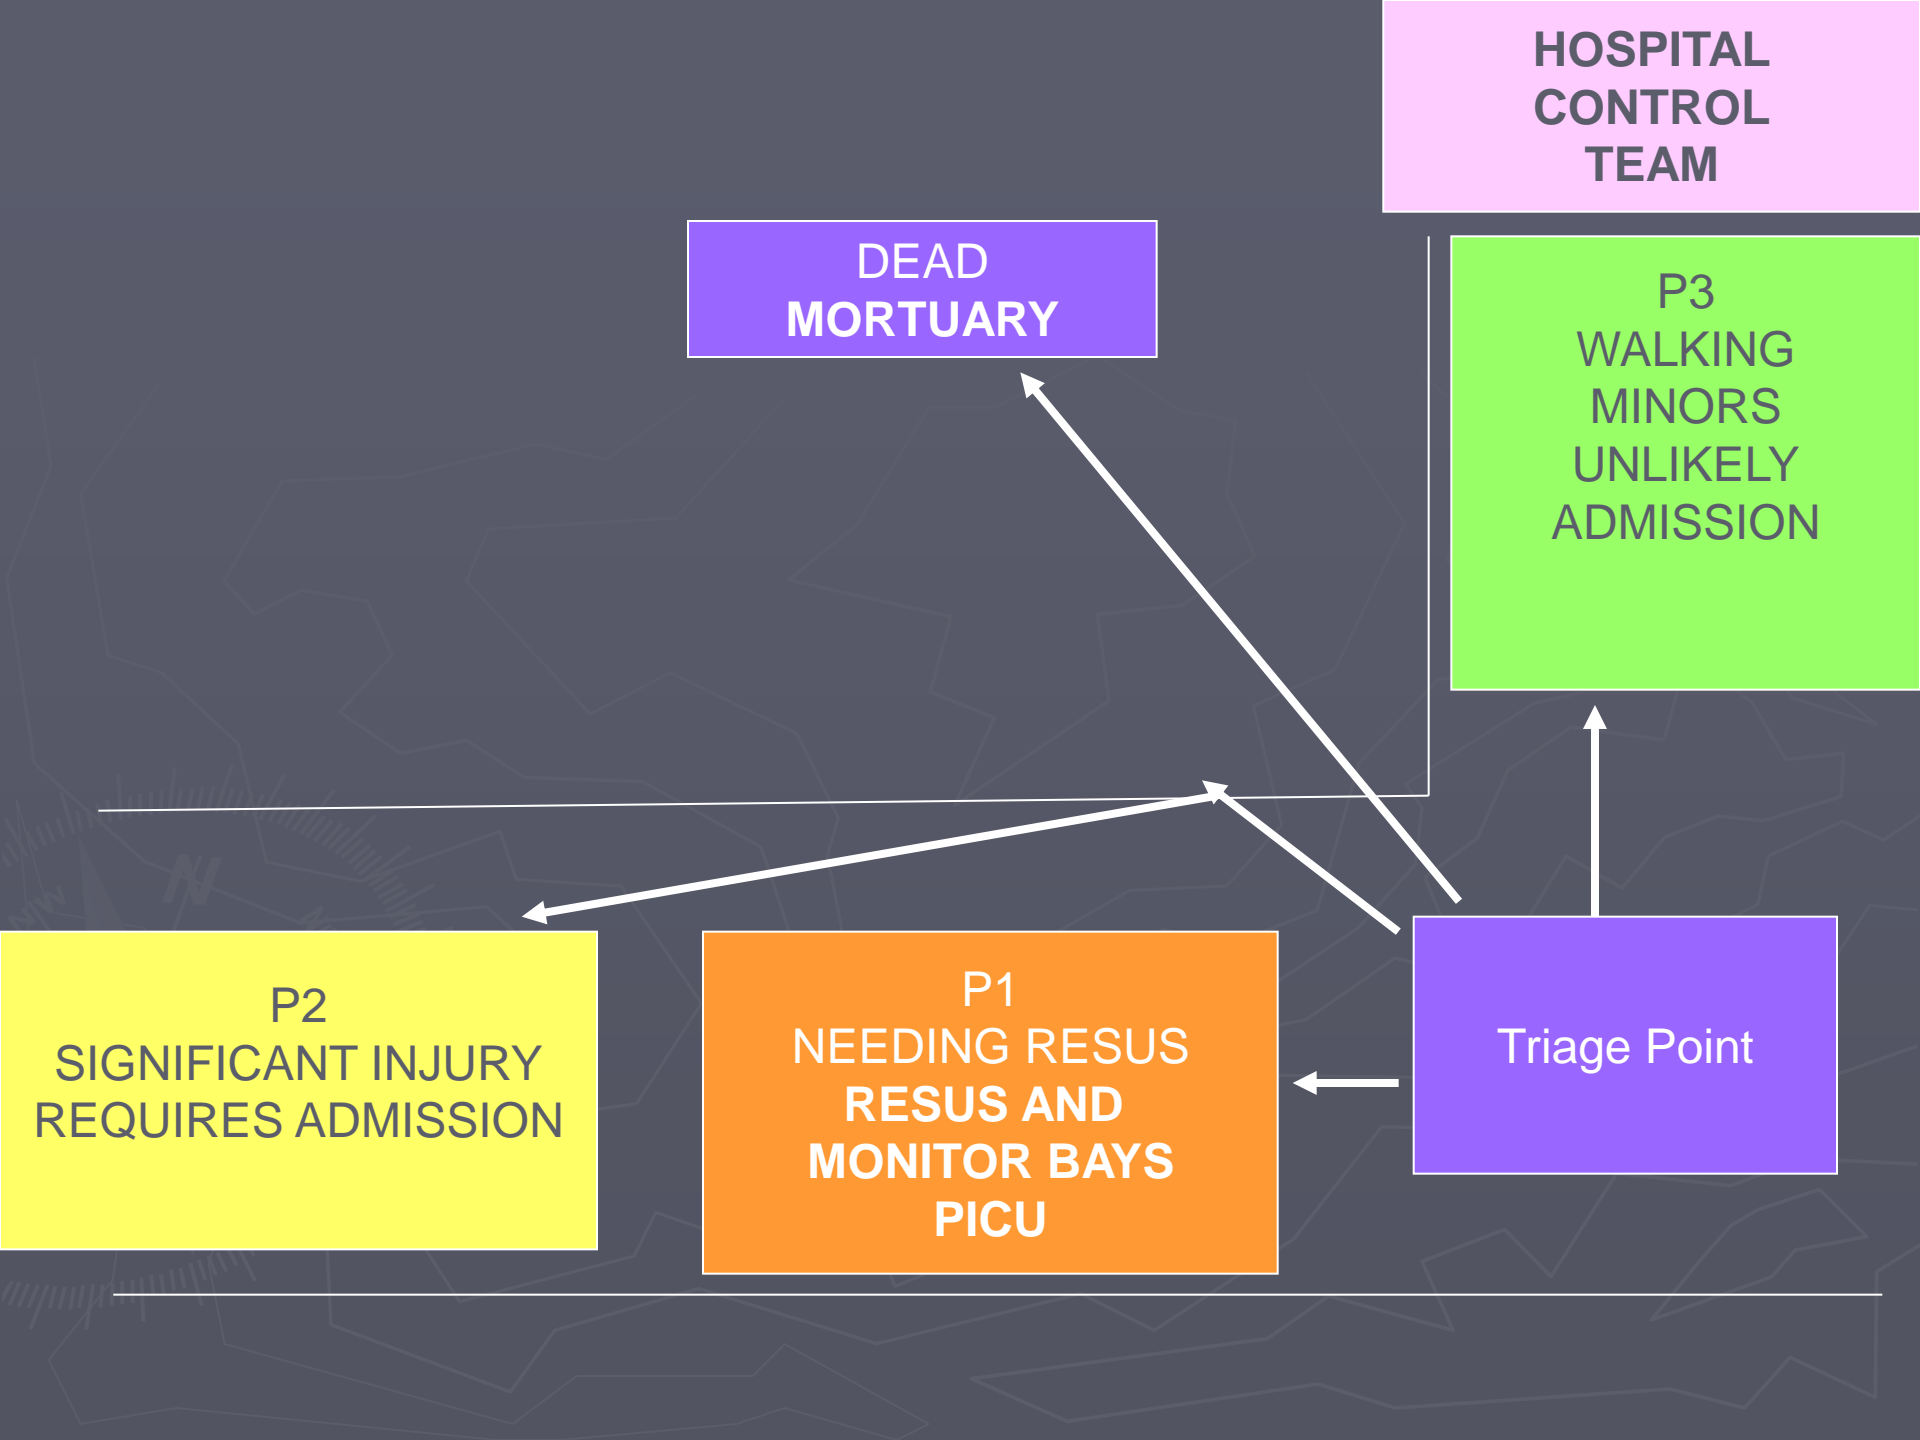 HOSPITAL
CONTROL
TEAM
DEAD
MORTUARY
P3
WALKING
MINORS
UNLIKELY
ADMISSION
P2
SIGNIFICANT INJURY
REQUIRES ADMISSION
P1
NEEDING RESUS
RESUS AND
MONITOR BAYS
PICU
Triage Point
N
NW